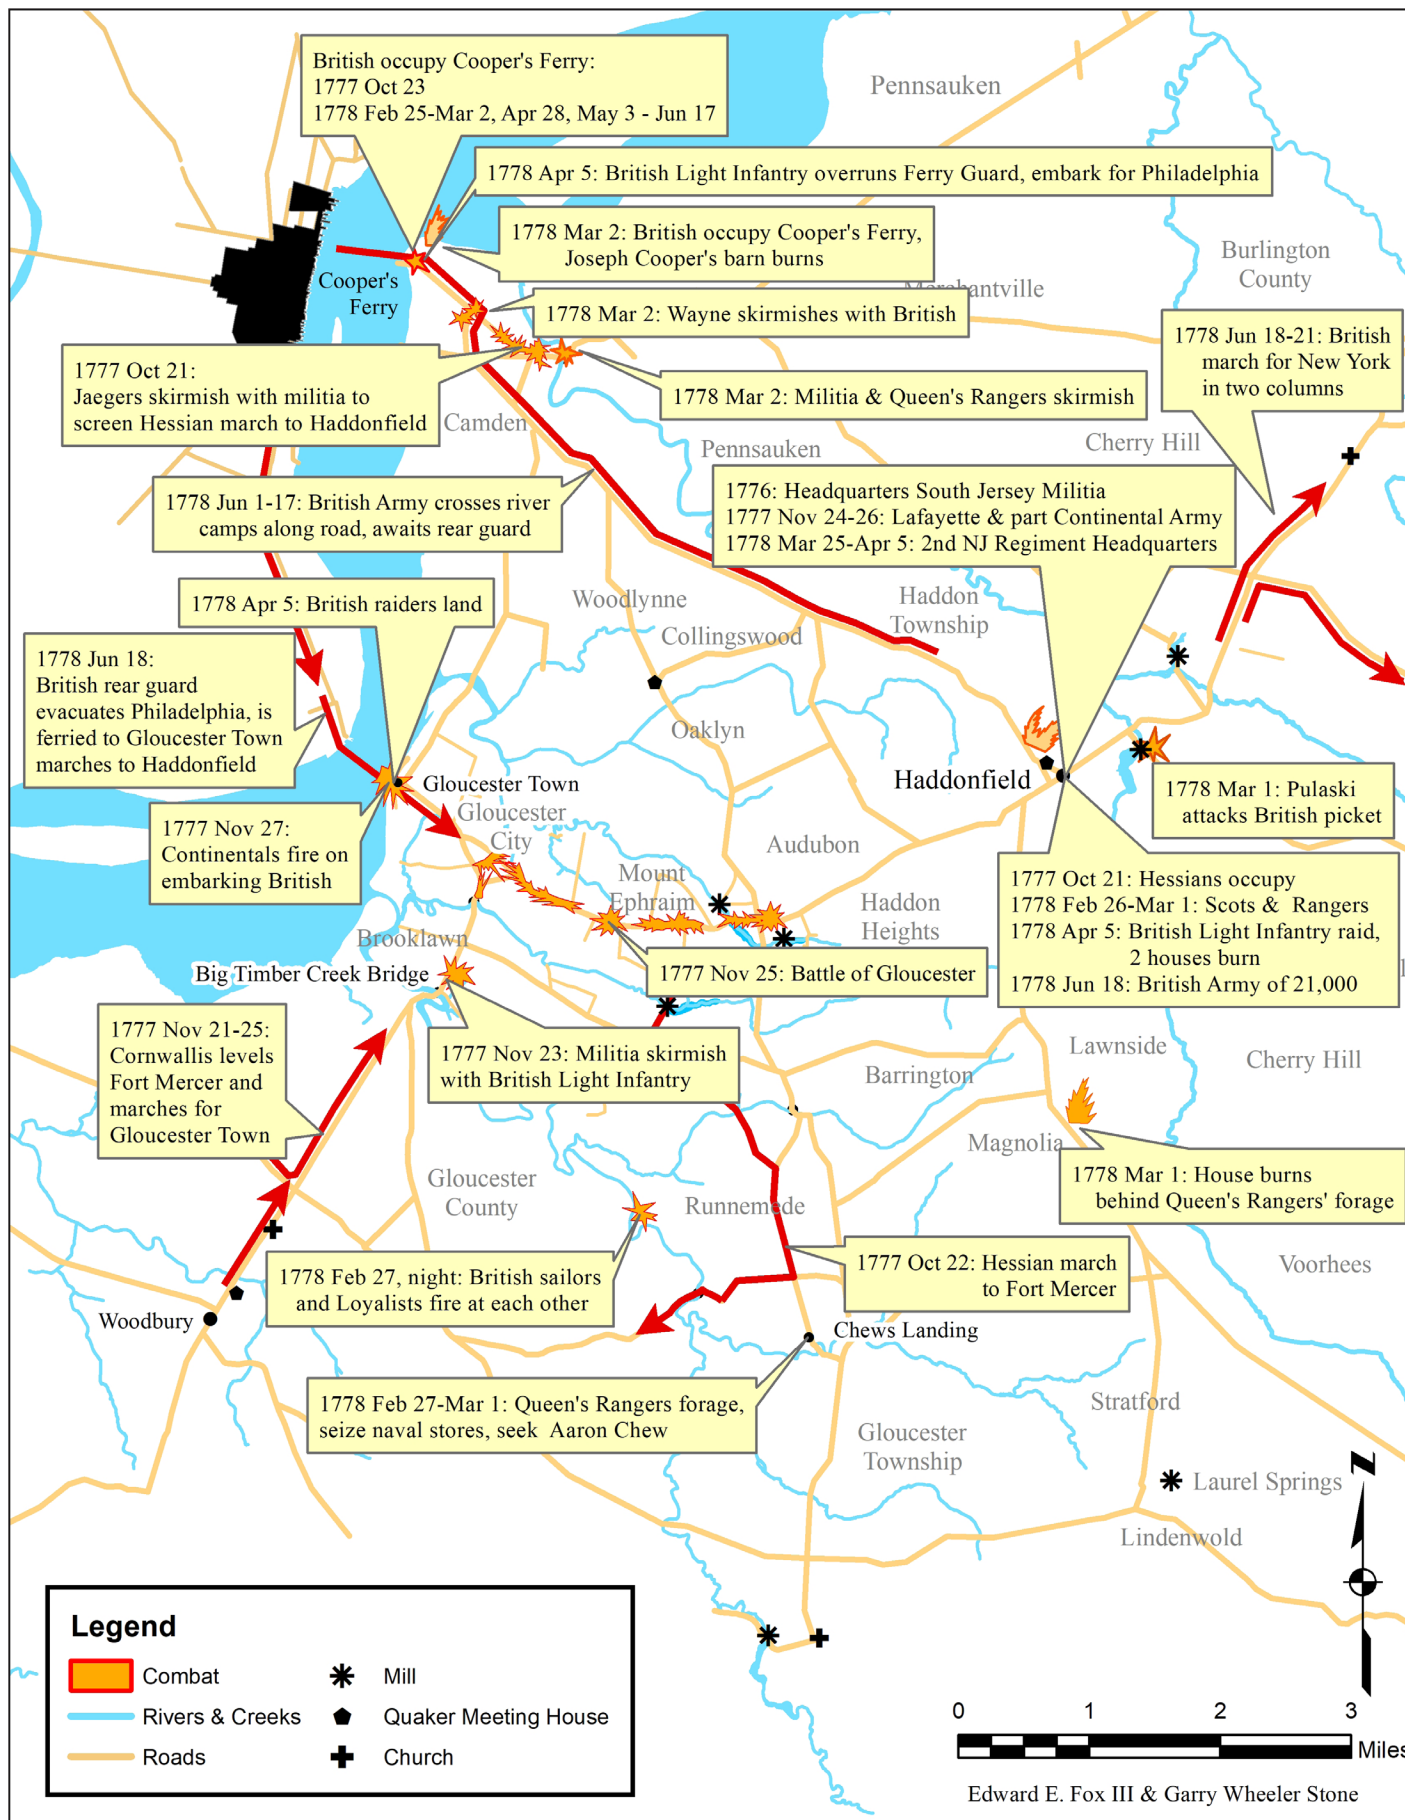 British occupy Cooper's Ferry:
1777 Oct 23
1778 Feb 25-Mar 2, Apr 28, May 3 - Jun 17
Pennsauken
1778 Apr 5: British Light Infantry overruns Ferry Guard, embark for Philadelphia
1778 Mar 2: British occupy Cooper's Ferry,
Joseph Cooper's barn burns
Burlington
County
Cooper's
Ferry
Merchantville
1778 Mar 2: Wayne skirmishes with British
1778 Jun 18-21: British
march for New York
in two columns
1777 Oct 21:
Jaegers skirmish with militia to
screen Hessian march to Haddonfield
1778 Mar 2: Militia & Queen's Rangers skirmish
Camden
Pennsauken
Cherry Hill
1778 Jun 1-17: British Army crosses river
camps along road, awaits rear guard
1776: Headquarters South Jersey Militia
1777 Nov 24-26: Lafayette & part Continental Army
1778 Mar 25-Apr 5: 2nd NJ Regiment Headquarters
1778 Apr 5: British raiders land
Woodlynne
Collingswood
Haddon
Township
1778 Jun 18:
British rear guard
evacuates Philadelphia, is
ferried to Gloucester Town
marches to Haddonfield
Oaklyn
Gloucester Town
Haddonfield
1778 Mar 1: Pulaski
attacks British picket
Gloucester
City
1777 Nov 27:
Continentals fire on
embarking British
Audubon
Mount
Ephraim
Haddon
Heights
1777 Oct 21: Hessians occupy
1778 Feb 26-Mar 1: Scots & Rangers
1778 Apr 5: British Light Infantry raid,
2 houses burn
1778 Jun 18: British Army of 21,000
Brooklawn
Big Timber Creek Bridge
1777 Nov 25: Battle of Gloucester
1777 Nov 21-25:
Cornwallis levels
Fort Mercer and
marches for
Gloucester Town
1777 Nov 23: Militia skirmish
with British Light Infantry
Lawnside
Cherry Hill
Barrington
Magnolia
1778 Mar 1: House burns
behind Queen's Rangers' forage
Gloucester
County
Runnemede
1778 Feb 27, night: British sailors
and Loyalists fire at each other
1777 Oct 22: Hessian march
to Fort Mercer
Voorhees
Woodbury
Chews Landing
1778 Feb 27-Mar 1: Queen's Rangers forage,
seize naval stores, seek Aaron Chew
Stratford
Gloucester
Township
Laurel Springs
Lindenwold
N
Legend
Combat
Mill
Rivers & Creeks
Quaker Meeting House
Roads
Church
0 1 2 3
Miles
Edward E. Fox III & Garry Wheeler Stone